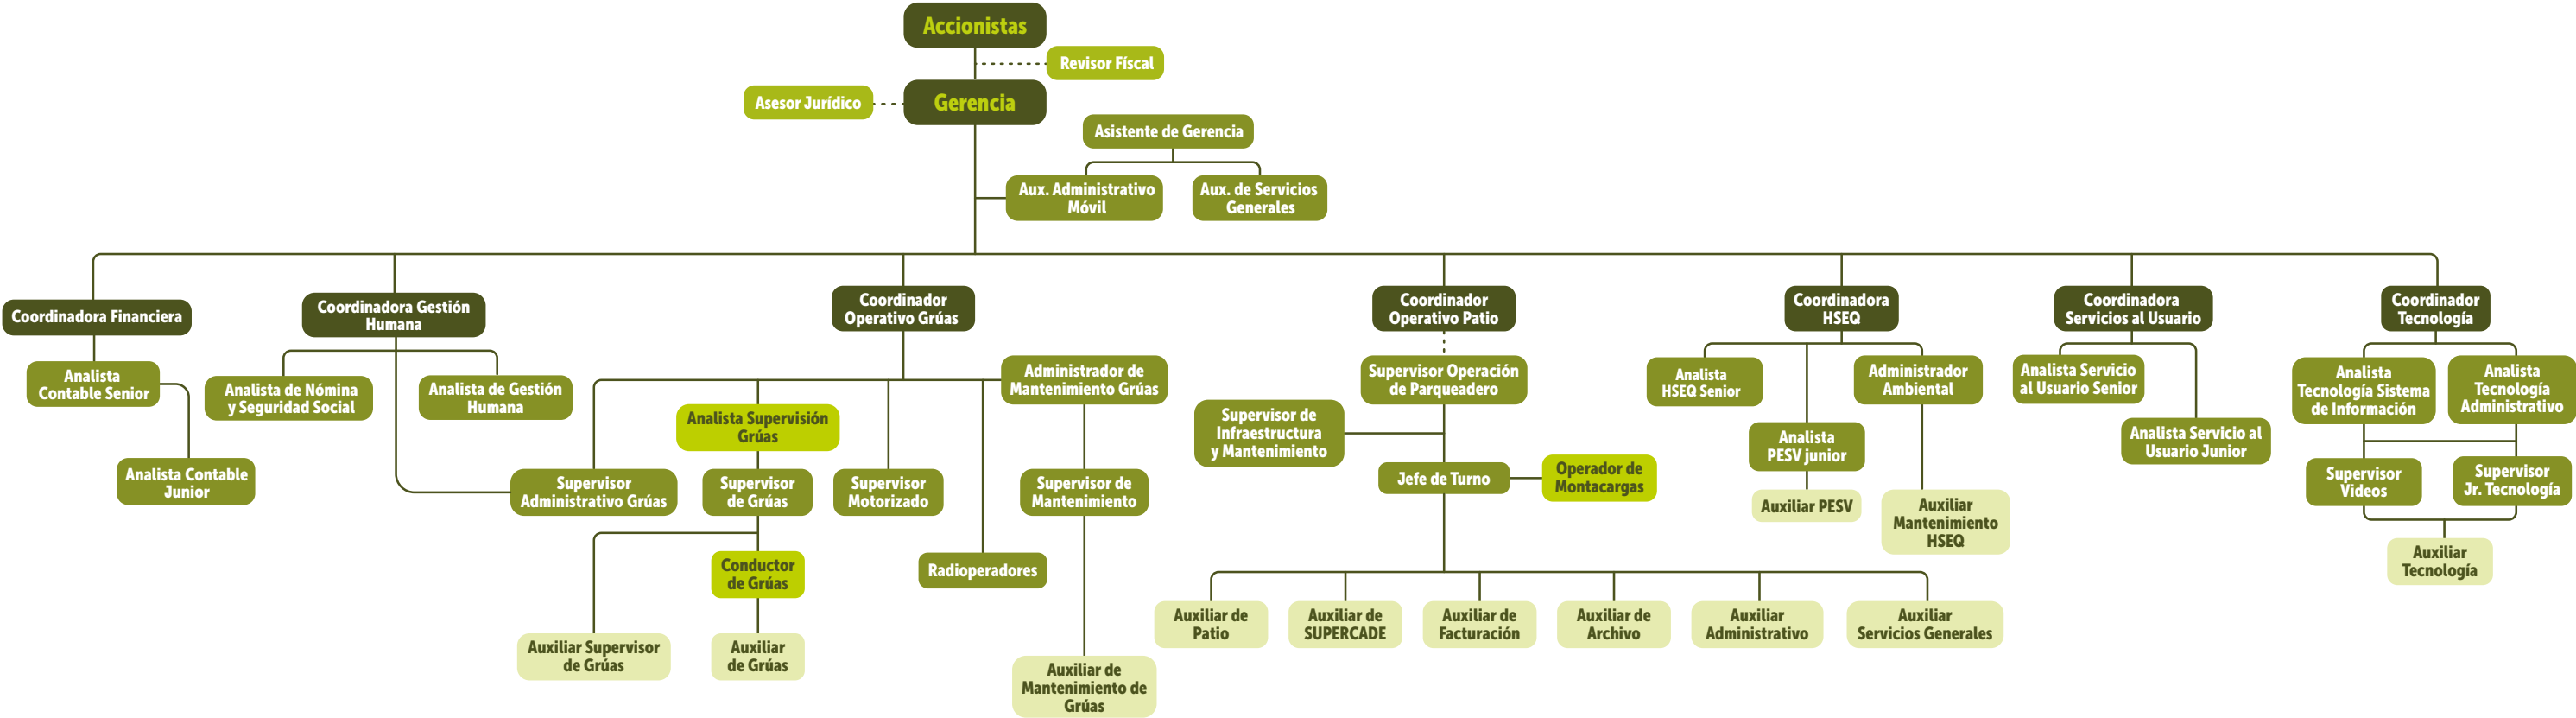 Accionistas
Revisor Físcal
Asesor Jurídico
Gerencia
Asistente de Gerencia
Aux. Administrativo
Móvil
Aux. de Servicios
Generales
Coordinadora Financiera
Analista
Contable Senior
Analista Contable
Junior
Coordinadora Gestión
Humana
Analista de Nómina
y Seguridad Social
Analista de Gestión
Humana
Coordinador
Operativo Grúas
Administrador de
Mantenimiento Grúas
Analista Supervisión
Grúas
Supervisor
Administrativo Grúas
Supervisor
de Grúas
Supervisor
Motorizado
Supervisor de
Mantenimiento
Radioperadores
Conductor
de Grúas
Auxiliar Supervisor
de Grúas
Auxiliar
de Grúas
Auxiliar de
Mantenimiento de
Grúas
Coordinador
Operativo Patio
Supervisor Operación
de Parqueadero
Supervisor de
Infraestructura
y Mantenimiento
Jefe de Turno
Operador de
Montacargas
Auxiliar de
Patio
Auxiliar de
SUPERCADE
Auxiliar de
Facturación
Auxiliar de
Archivo
Auxiliar
Administrativo
Auxiliar
Servicios Generales
Coordinadora
HSEQ
Analista
HSEQ Senior
Administrador
Ambiental
Analista
PESV junior
Auxiliar PESV
Auxiliar
Mantenimiento
HSEQ
Coordinadora
Servicios al Usuario
Analista Servicio
al Usuario Senior
Analista Servicio al
Usuario Junior
Coordinador
Tecnología
Analista
Tecnología Sistema
de Información
Analista
Tecnología
Administrativo
Supervisor
Videos
Supervisor
Jr. Tecnología
Auxiliar
Tecnología